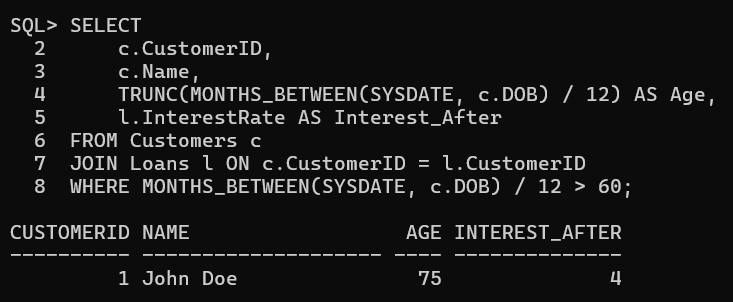 SQL> SELECT
  2      c.CustomerID,
  3      c.Name,
  4      TRUNC(MONTHS_BETWEEN(SYSDATE, c.DOB) / 12) AS Age,
  5      l.InterestRate AS Interest_After
  6  FROM Customers c
  7  JOIN Loans l ON c.CustomerID = l.CustomerID
  8  WHERE MONTHS_BETWEEN(SYSDATE, c.DOB) / 12 > 60;

CUSTOMERID NAME                  AGE INTEREST_AFTER
---------- -------------------- ---- --------------
         1 John Doe               75              4